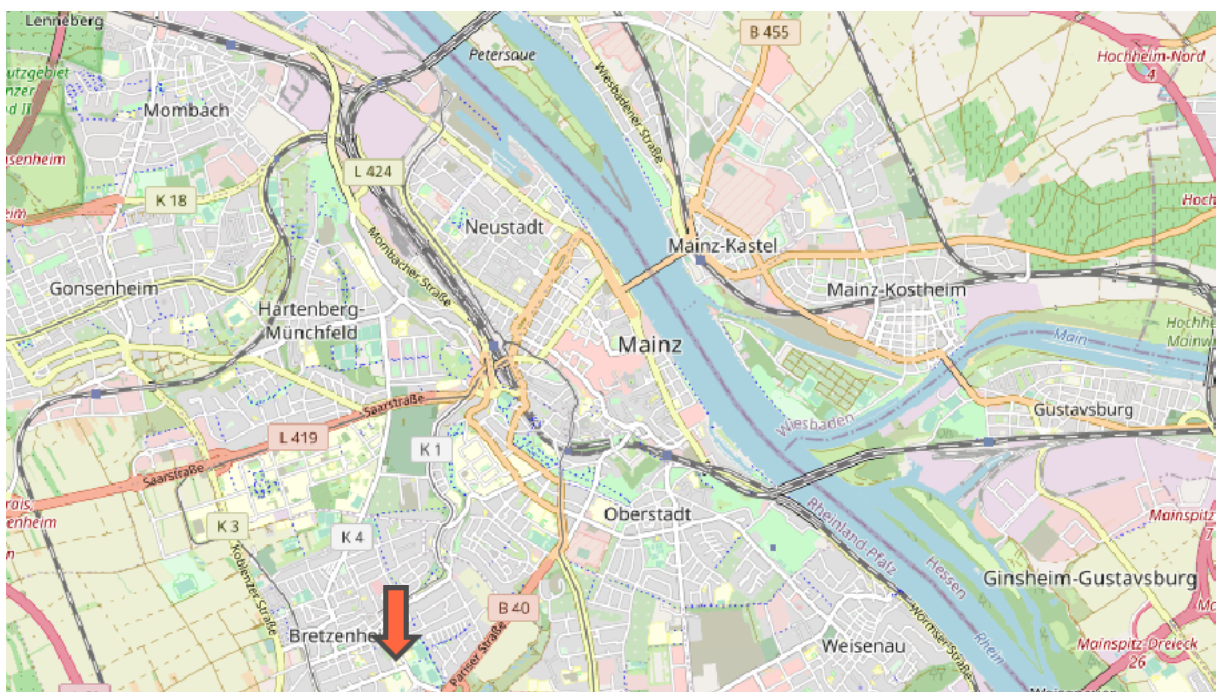 Lenneberg
B 455
Petersaue
Hochheim-Nord
4
Wiesbadener Straße
Mombach
L 424
K 18
Neustadt
Mainz-Kastel
Mombacher Straße
Gonsenheim
Hartenberg-
Münchfeld
Mainz-Kostheim
Mainz
Main
Saarstraße
Wiesbaden
Gustavsburg
L 419
K 1
Saarstraße
K 3
K 4
Oberstadt
Rheinland-Pfalz
Hessen
Koblenzer Straße
Ginsheim-Gustavsburg
B 40
Pariser Straße
Weisenau
Wormser Straße
Rhein
Mainspitz-Dreieck
26